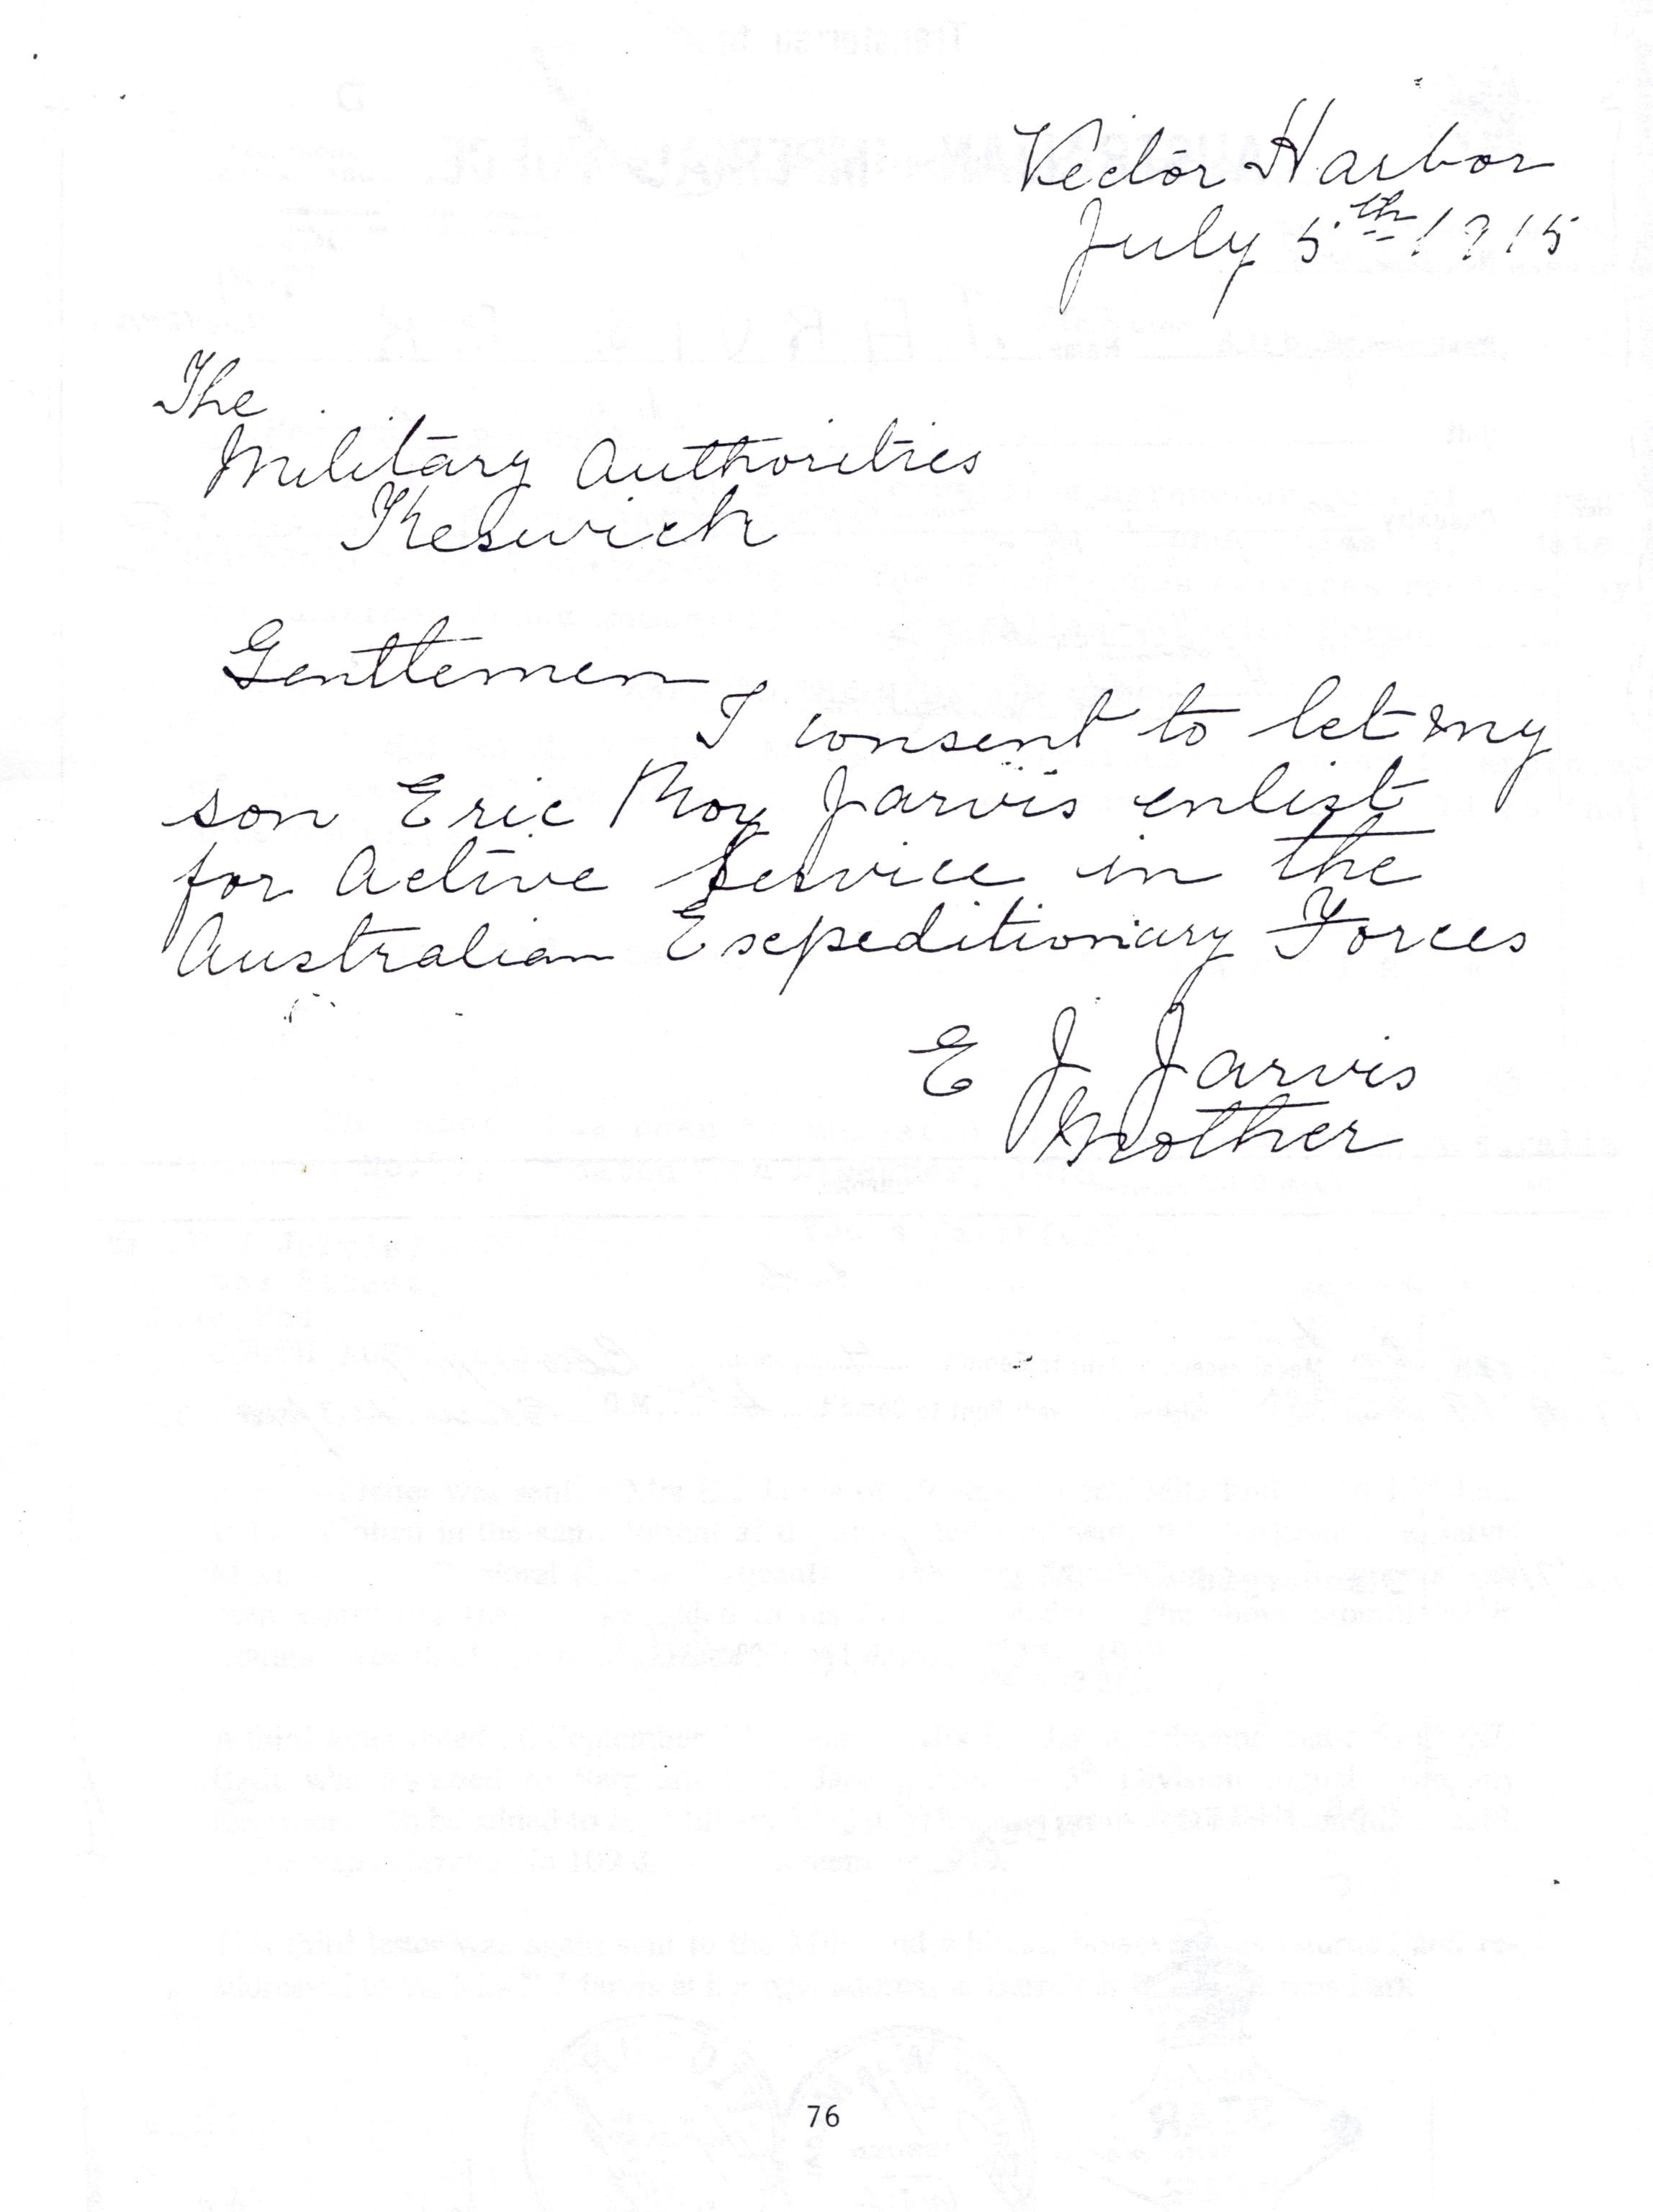 Victor Harbor
July 5th 1915
The
Military Authorities
Keswick
Gentlemen
I consent to let my
son Eric Roy Jarvis enlist
for Active Service in the
Australian Expeditionary Forces
E J Jarvis
Mother
76